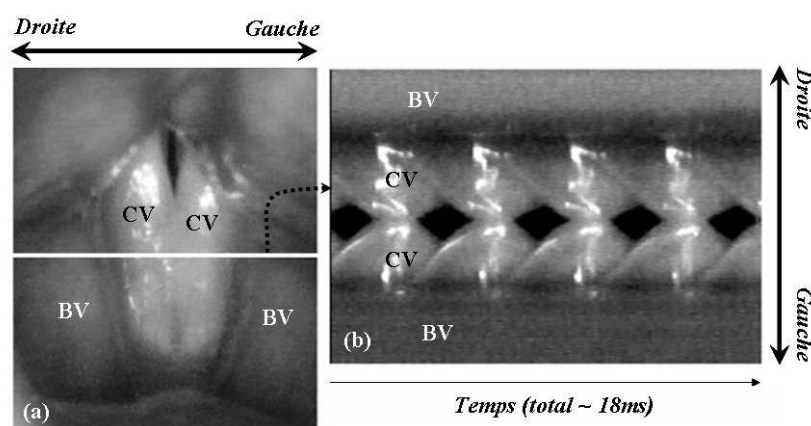 Droite Gauche
BV
CV
CV
CV CV
BV BV
BV
(a) (b)
Droite
Gauche
Temps (total ~ 18ms)